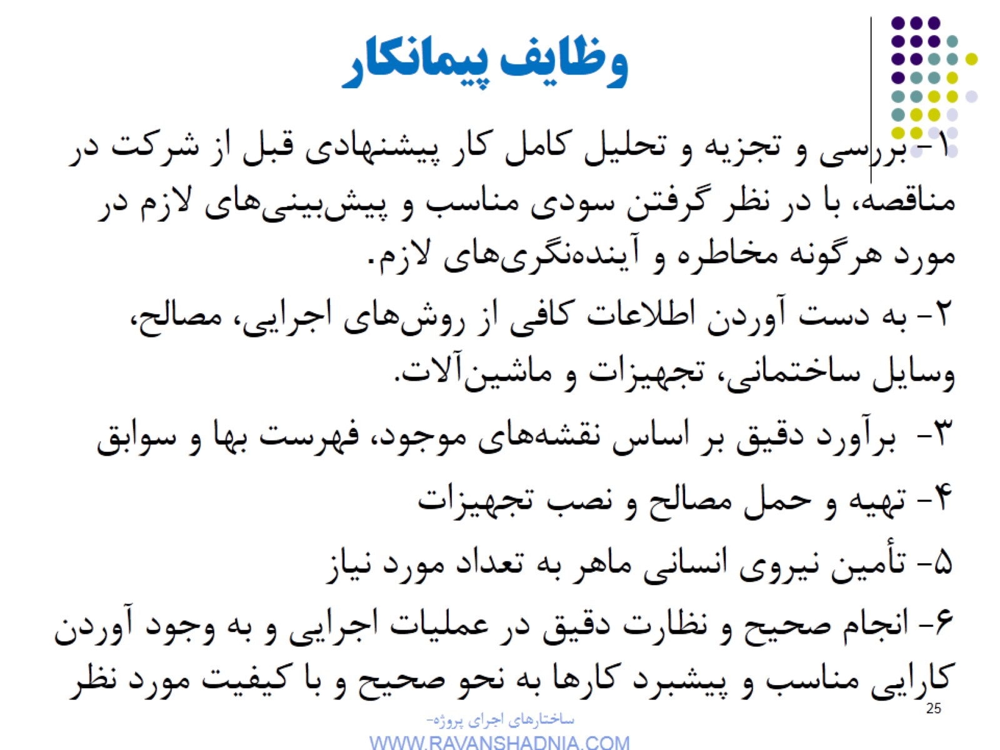 وظایف پیمانکار
۱- بررسی و تجزیه و تحلیل کامل کار پیشنهادی قبل از شرکت در
مناقصه، با در نظر گرفتن سودی مناسب و پیش‌بینی‌های لازم در
مورد هرگونه مخاطره و آینده‌نگری‌های لازم.
۲- به دست آوردن اطلاعات کافی از روش‌های اجرایی، مصالح،
وسایل ساختمانی، تجهیزات و ماشین‌آلات.
۳- برآورد دقیق بر اساس نقشه‌های موجود، فهرست بها و سوابق
۴- تهیه و حمل مصالح و نصب تجهیزات
۵- تأمین نیروی انسانی ماهر به تعداد مورد نیاز
۶- انجام صحیح و نظارت دقیق در عملیات اجرایی و به وجود آوردن
کارایی مناسب و پیشبرد کارها به نحو صحیح و با کیفیت مورد نظر
25
ساختارهای اجرای پروژه-
WWW.RAVANSHADNIA.COM